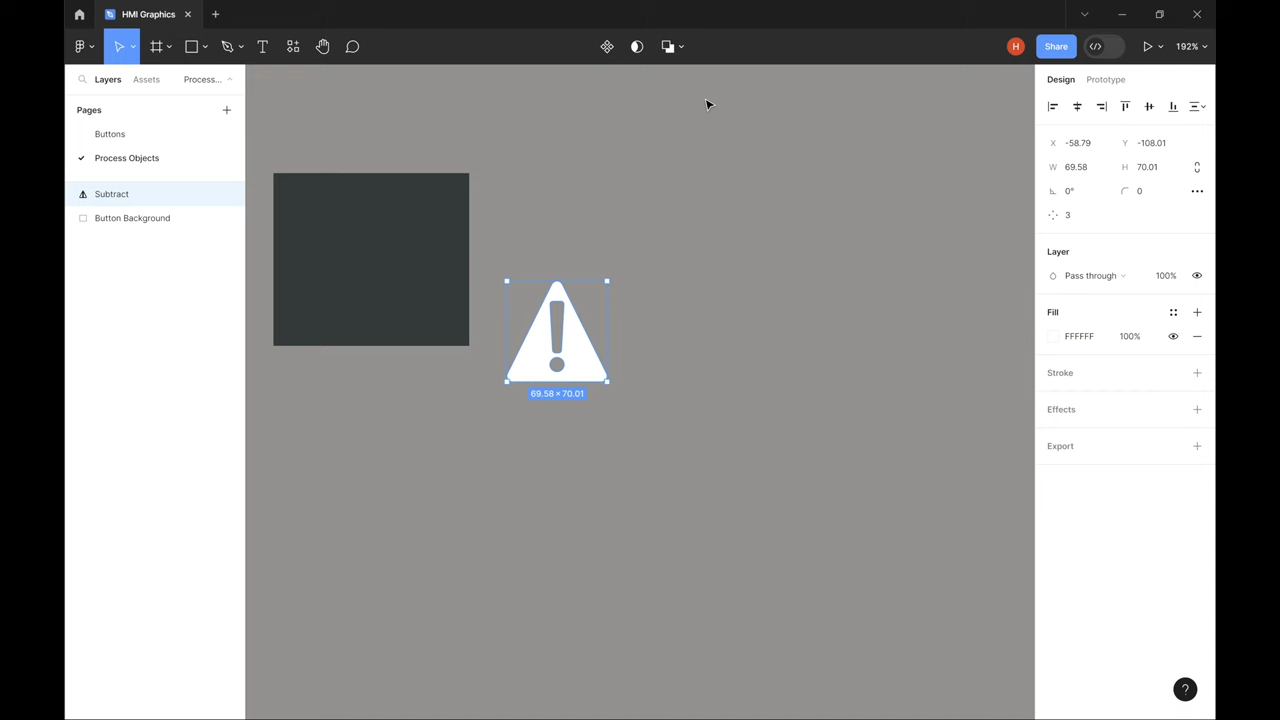 HMI Graphics
H
Share
192%
Layers
Assets
Process...
Design
Prototype
Pages
Buttons
Process Objects
Subtract
Button Background
X -58.79
Y -108.01
W 69.58
H 70.01
0°
0
3
Layer
Pass through
100%
Fill
FFFFFF
100%
Stroke
Effects
Export
69.58 × 70.01
?